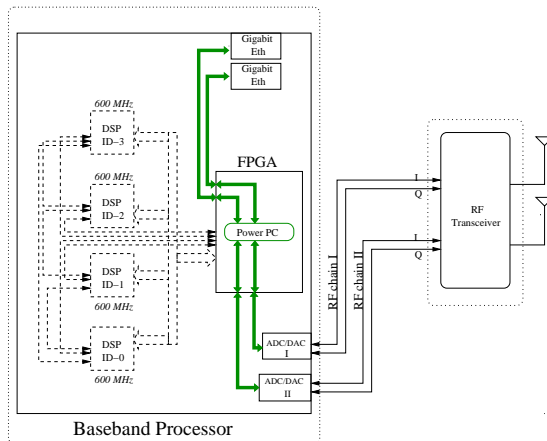 Gigabit
Eth
Gigabit
Eth
600 MHz
DSP
ID–3
FPGA
600 MHz
DSP
ID–2
Power PC
600 MHz
DSP
ID–1
DSP
ID–0
600 MHz
ADC/DAC
I
ADC/DAC
II
RF chain I
RF chain II
I
Q
I
Q
RF
Transceiver
Baseband Processor